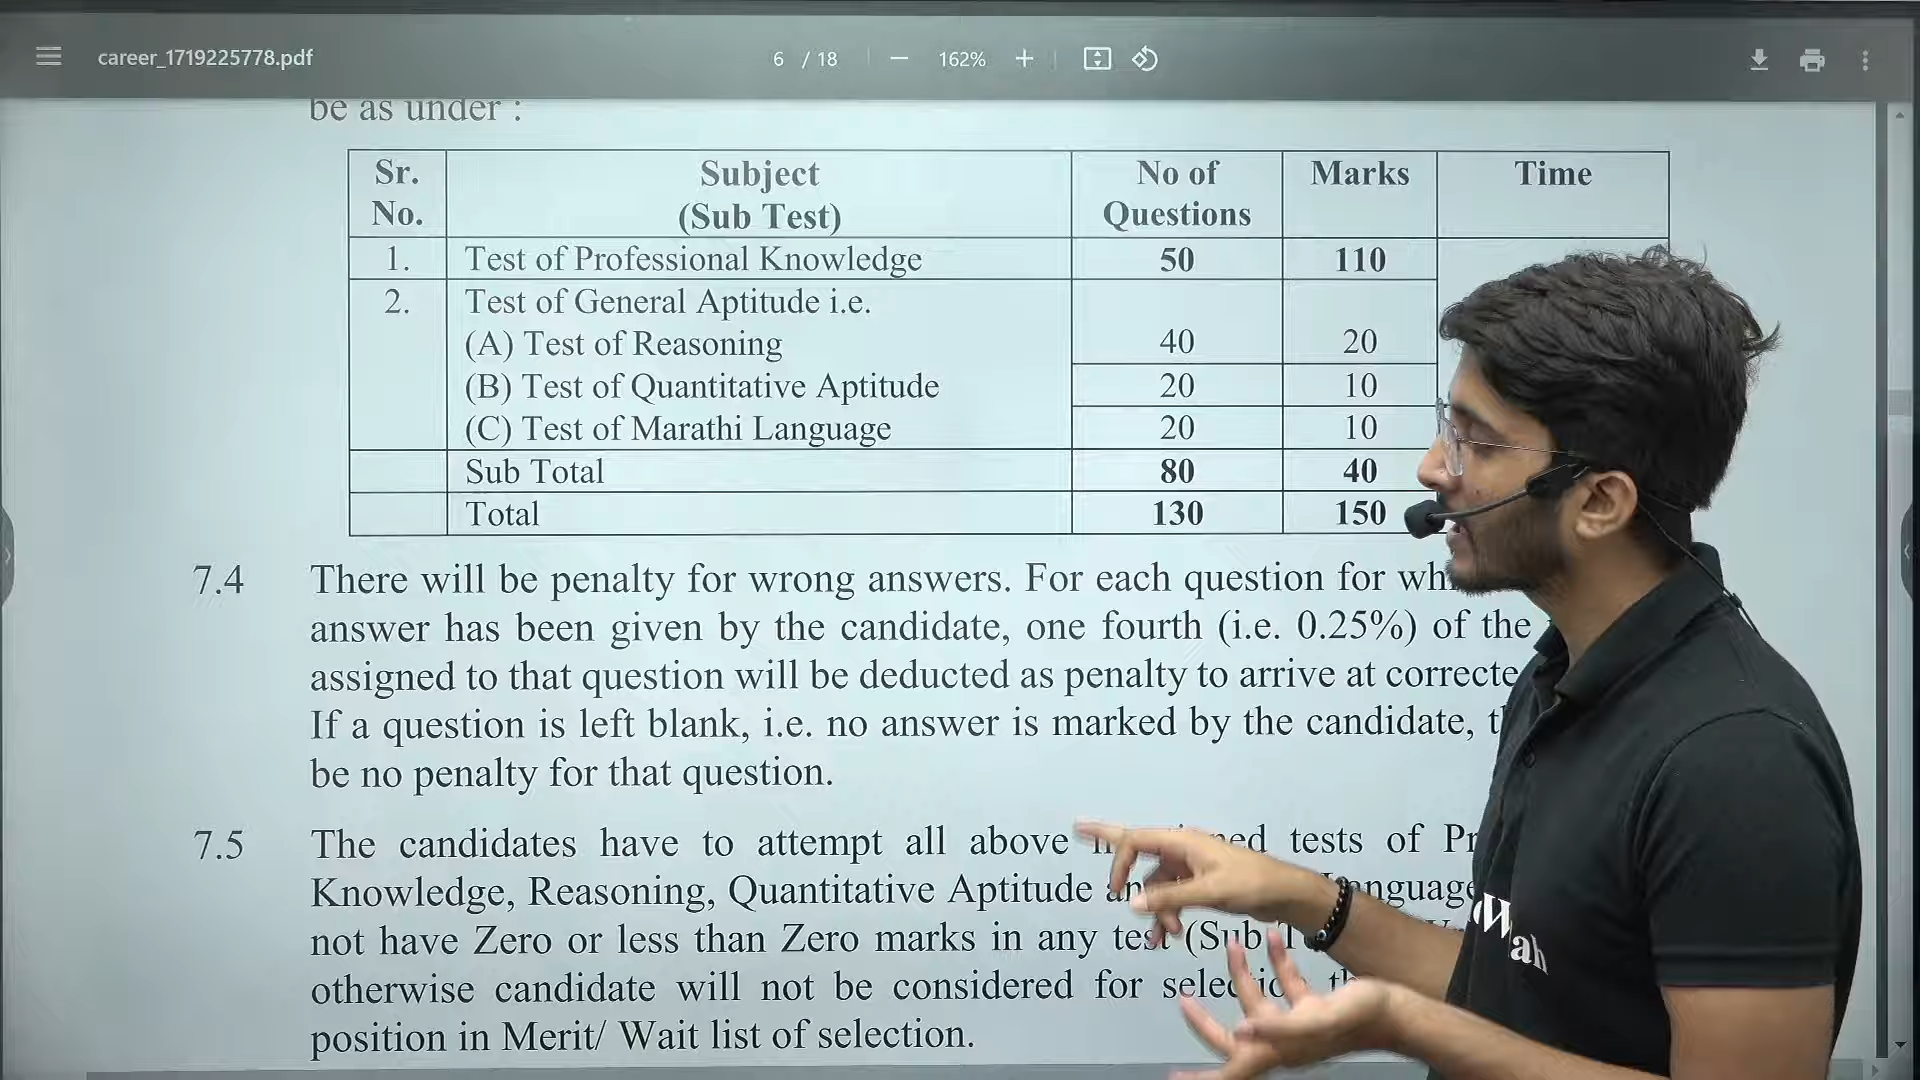 career_1719225778.pdf
6 / 18
162%
be as under :
Sr. No. Subject (Sub Test) No of Questions Marks Time
1. Test of Professional Knowledge 50 110
2. Test of General Aptitude i.e.
(A) Test of Reasoning 40 20
(B) Test of Quantitative Aptitude 20 10
(C) Test of Marathi Language 20 10
Sub Total 80 40
Total 130 150
7.4 There will be penalty for wrong answers. For each question for
answer has been given by the candidate, one fourth (i.e. 0.25%) of the
assigned to that question will be deducted as penalty to arrive at
If a question is left blank, i.e. no answer is marked by the candidate,
be no penalty for that question.
7.5 The candidates have to attempt all above tests of
Knowledge, Reasoning, Quantitative Aptitude
not have Zero or less than Zero marks in any test
otherwise candidate will not be considered for
position in Merit/ Wait list of selection.